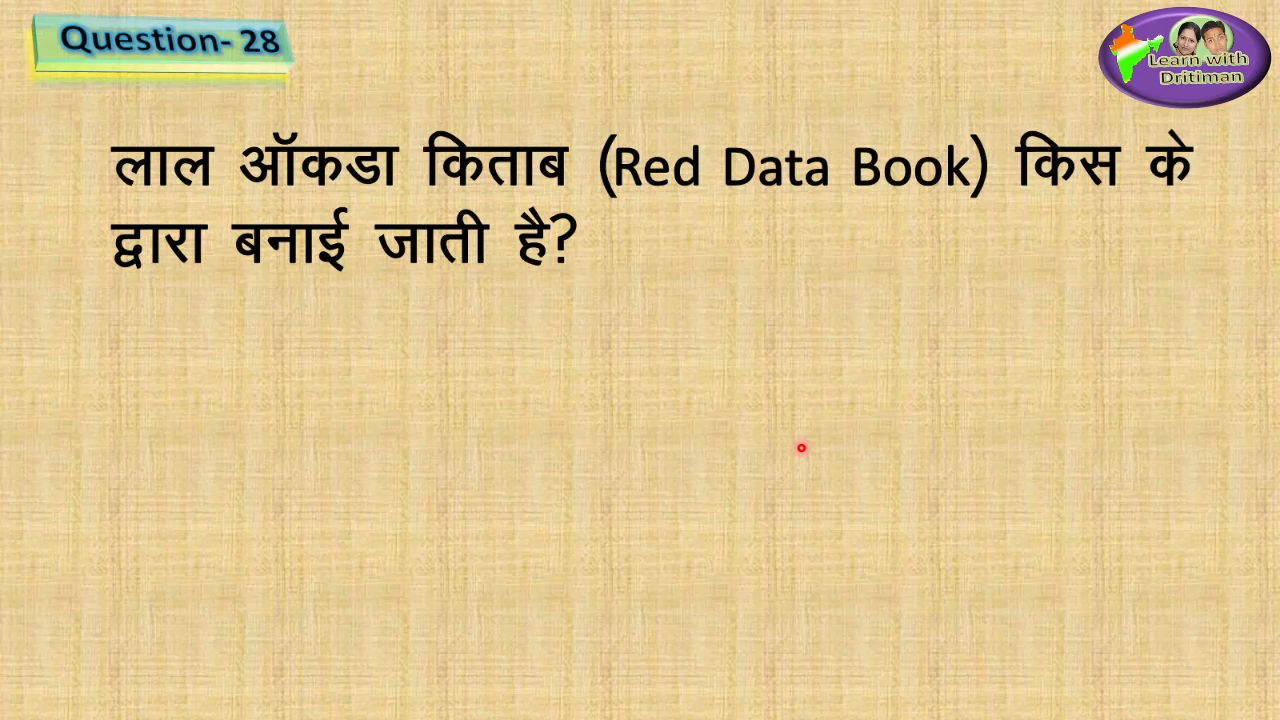 Question- 28
Learn with
Dritiman
लाल ऑकडा किताब (Red Data Book) किस के
द्वारा बनाई जाती है?